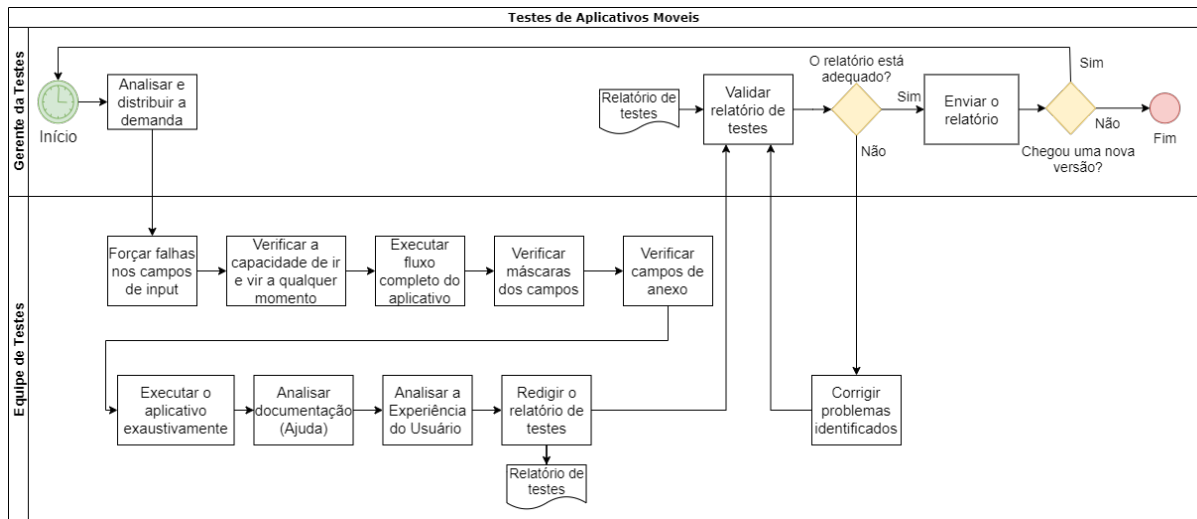 Testes de Aplicativos Moveis
Gerente da Testes
Início
Analisar e
distribuir a
demanda
Relatório de
testes
Validar
relatório de
testes
O relatório está
adequado?
Sim
Não
Enviar o
relatório
Sim
Não
Chegou uma nova
versão?
Fim
Equipe de Testes
Forçar falhas
nos campos
de input
Verificar a
capacidade de ir
e vir a qualquer
momento
Executar
fluxo
completo do
aplicativo
Verificar
máscaras
dos campos
Verificar
campos de
anexo
Executar o
aplicativo
exaustivamente
Analisar
documentação
(Ajuda)
Analisar a
Experiência
do Usuário
Redigir o
relatório de
testes
Relatório de
testes
Corrigir
problemas
identificados